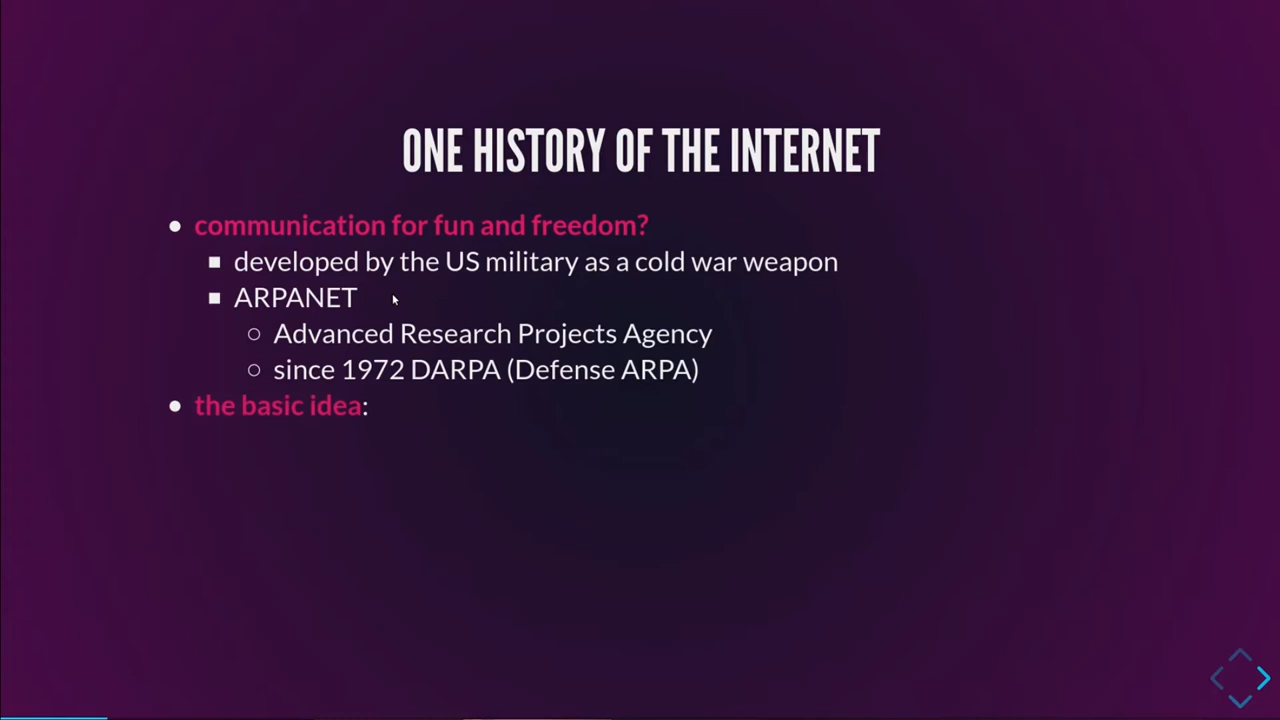 ONE HISTORY OF THE INTERNET
communication for fun and freedom?
developed by the US military as a cold war weapon
ARPANET
Advanced Research Projects Agency
since 1972 DARPA (Defense ARPA)
the basic idea: